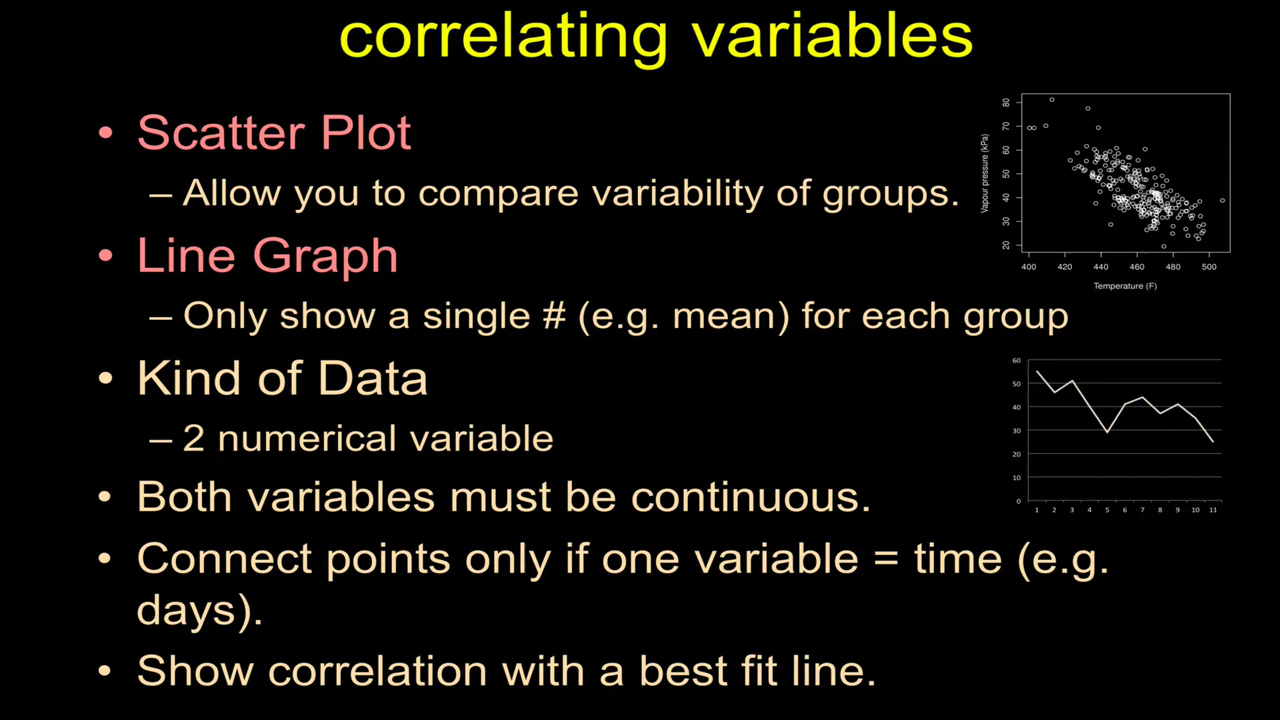 correlating variables
• Scatter Plot
– Allow you to compare variability of groups.
• Line Graph
– Only show a single # (e.g. mean) for each group
• Kind of Data
– 2 numerical variable
• Both variables must be continuous.
• Connect points only if one variable = time (e.g.
days).
• Show correlation with a best fit line.
Vapour pressure (kPa)
80
70
60
50
40
30
20
400 420 440 460 480 500
Temperature (F)
60
50
40
30
20
10
0
1 2 3 4 5 6 7 8 9 10 11